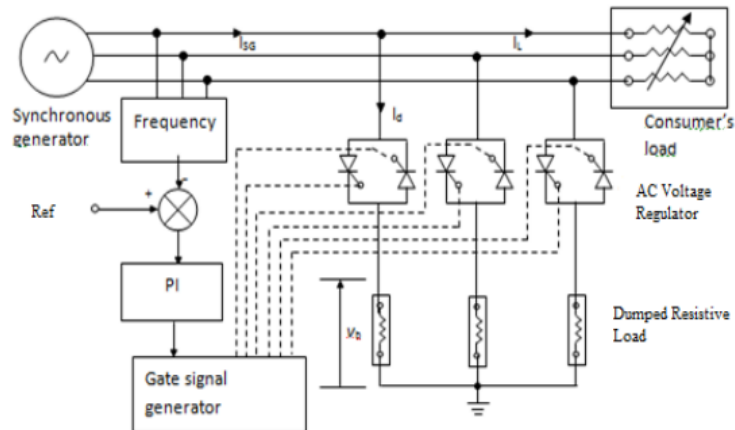 I_SG
I_L
Synchronous
generator
Frequency
I_d
Consumer's
load
-
+
Ref
AC Voltage
Regulator
PI
Dumped Resistive
Load
Gate signal
generator